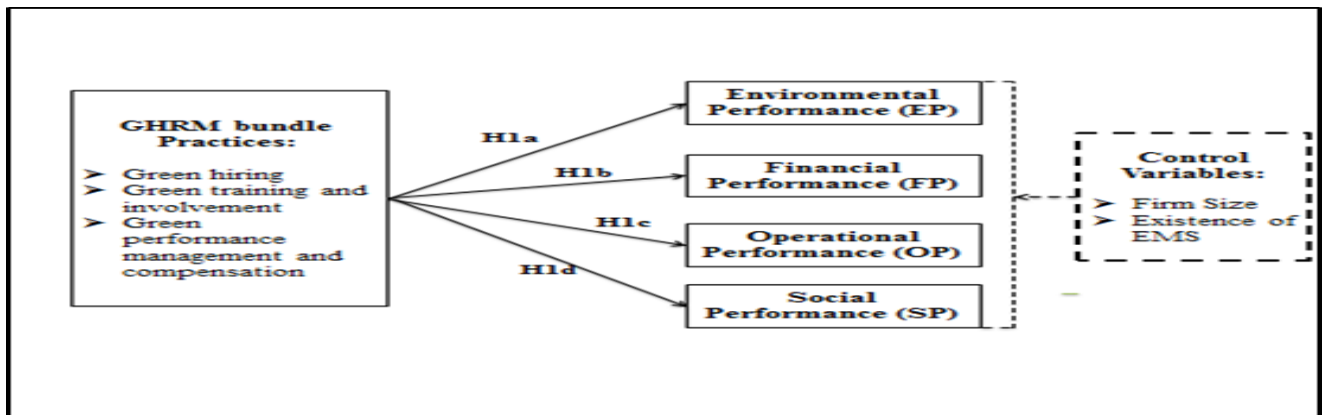 GHRM bundle
Practices:
➢ Green hiring
➢ Green training and
involvement
➢ Green
performance
management and
compensation
H1a
H1b
H1c
H1d
Environmental
Performance (EP)
Financial
Performance (FP)
Operational
Performance (OP)
Social
Performance (SP)
Control
Variables:
➢ Firm Size
➢ Existence of
EMS